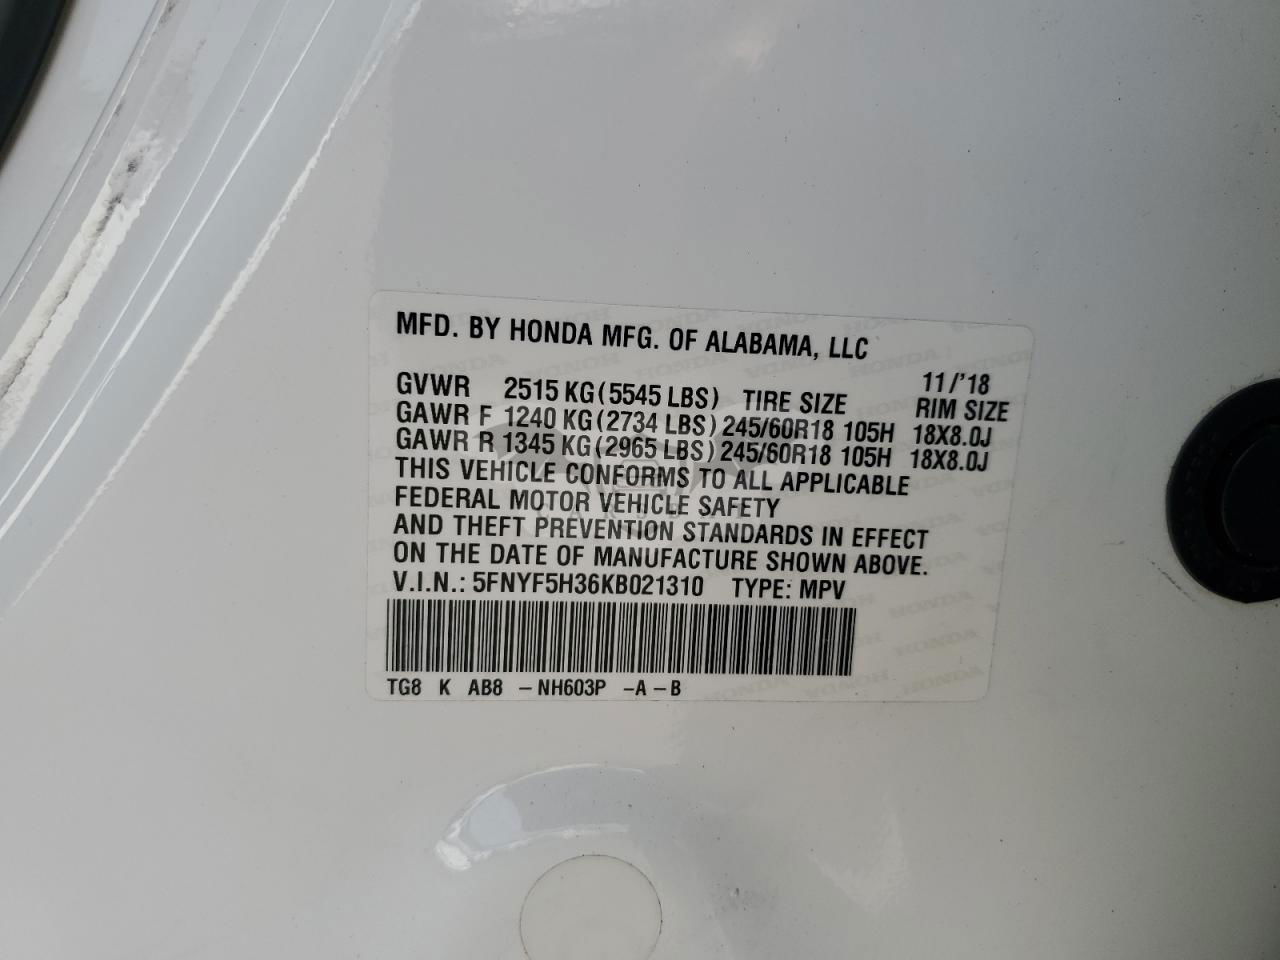 MFD. BY HONDA MFG. OF ALABAMA, LLC
11/'18
GVWR 2515 KG (5545 LBS) TIRE SIZE RIM SIZE
GAWR F 1240 KG (2734 LBS) 245/60R18 105H 18X8.0J
GAWR R 1345 KG (2965 LBS) 245/60R18 105H 18X8.0J
THIS VEHICLE CONFORMS TO ALL APPLICABLE
FEDERAL MOTOR VEHICLE SAFETY
AND THEFT PREVENTION STANDARDS IN EFFECT
ON THE DATE OF MANUFACTURE SHOWN ABOVE.
V.I.N.: 5FNYF5H36KB021310 TYPE: MPV
TG8 K AB8 -NH603P -A-B